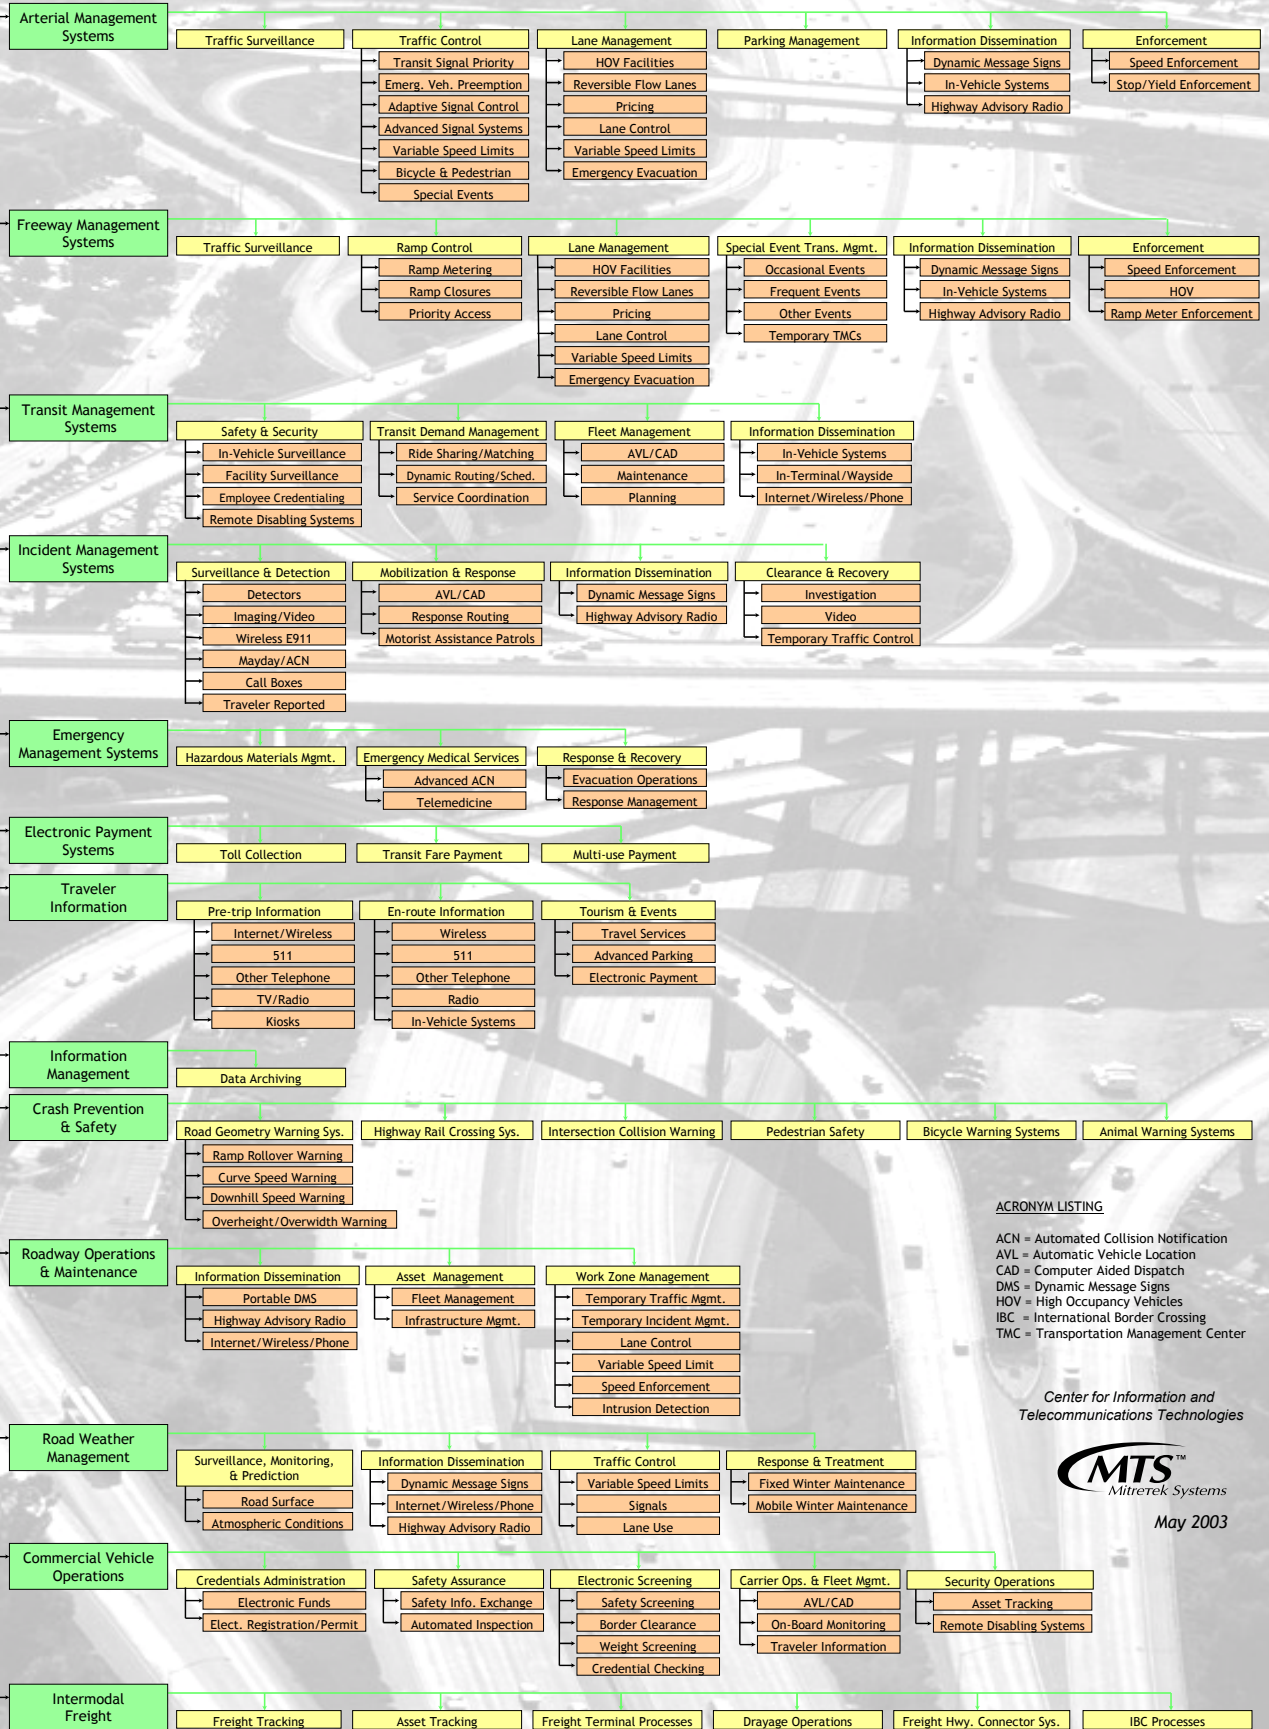 Arterial Management
Systems
Traffic Surveillance
Traffic Control
Transit Signal Priority
Emerg. Veh. Preemption
Adaptive Signal Control
Advanced Signal Systems
Variable Speed Limits
Bicycle & Pedestrian
Special Events
Lane Management
HOV Facilities
Reversible Flow Lanes
Pricing
Lane Control
Variable Speed Limits
Emergency Evacuation
Parking Management
Information Dissemination
Dynamic Message Signs
In-Vehicle Systems
Highway Advisory Radio
Enforcement
Speed Enforcement
Stop/Yield Enforcement
Freeway Management
Systems
Traffic Surveillance
Ramp Control
Ramp Metering
Ramp Closures
Priority Access
Lane Management
HOV Facilities
Reversible Flow Lanes
Pricing
Lane Control
Variable Speed Limits
Emergency Evacuation
Special Event Trans. Mgmt.
Occasional Events
Frequent Events
Other Events
Temporary TMCs
Information Dissemination
Dynamic Message Signs
In-Vehicle Systems
Highway Advisory Radio
Enforcement
Speed Enforcement
HOV
Ramp Meter Enforcement
Transit Management
Systems
Safety & Security
In-Vehicle Surveillance
Facility Surveillance
Employee Credentialing
Remote Disabling Systems
Transit Demand Management
Ride Sharing/Matching
Dynamic Routing/Sched.
Service Coordination
Fleet Management
AVL/CAD
Maintenance
Planning
Information Dissemination
In-Vehicle Systems
In-Terminal/Wayside
Internet/Wireless/Phone
Incident Management
Systems
Surveillance & Detection
Detectors
Imaging/Video
Wireless E911
Mayday/ACN
Call Boxes
Traveler Reported
Mobilization & Response
AVL/CAD
Response Routing
Motorist Assistance Patrols
Information Dissemination
Dynamic Message Signs
Highway Advisory Radio
Clearance & Recovery
Investigation
Video
Temporary Traffic Control
Emergency
Management Systems
Hazardous Materials Mgmt.
Emergency Medical Services
Advanced ACN
Telemedicine
Response & Recovery
Evacuation Operations
Response Management
Electronic Payment
Systems
Toll Collection
Transit Fare Payment
Multi-use Payment
Traveler
Information
Pre-trip Information
Internet/Wireless
511
Other Telephone
TV/Radio
Kiosks
En-route Information
Wireless
511
Other Telephone
Radio
In-Vehicle Systems
Tourism & Events
Travel Services
Advanced Parking
Electronic Payment
Information
Management
Data Archiving
Crash Prevention
& Safety
Road Geometry Warning Sys.
Ramp Rollover Warning
Curve Speed Warning
Downhill Speed Warning
Overheight/Overwidth Warning
Highway Rail Crossing Sys.
Intersection Collision Warning
Pedestrian Safety
Bicycle Warning Systems
Animal Warning Systems
Roadway Operations
& Maintenance
Information Dissemination
Portable DMS
Highway Advisory Radio
Internet/Wireless/Phone
Asset Management
Fleet Management
Infrastructure Mgmt.
Work Zone Management
Temporary Traffic Mgmt.
Temporary Incident Mgmt.
Lane Control
Variable Speed Limit
Speed Enforcement
Intrusion Detection
ACRONYM LISTING
ACN = Automated Collision Notification
AVL = Automatic Vehicle Location
CAD = Computer Aided Dispatch
DMS = Dynamic Message Signs
HOV = High Occupancy Vehicles
IBC = International Border Crossing
TMC = Transportation Management Center
Center for Information and
Telecommunications Technologies
MTS™
Mitretek Systems
May 2003
Road Weather
Management
Surveillance, Monitoring,
& Prediction
Road Surface
Atmospheric Conditions
Information Dissemination
Dynamic Message Signs
Internet/Wireless/Phone
Highway Advisory Radio
Traffic Control
Variable Speed Limits
Signals
Lane Use
Response & Treatment
Fixed Winter Maintenance
Mobile Winter Maintenance
Commercial Vehicle
Operations
Credentials Administration
Electronic Funds
Elect. Registration/Permit
Safety Assurance
Safety Info. Exchange
Automated Inspection
Electronic Screening
Safety Screening
Border Clearance
Weight Screening
Credential Checking
Carrier Ops. & Fleet Mgmt.
AVL/CAD
On-Board Monitoring
Traveler Information
Security Operations
Asset Tracking
Remote Disabling Systems
Intermodal
Freight
Freight Tracking
Asset Tracking
Freight Terminal Processes
Drayage Operations
Freight Hwy. Connector Sys.
IBC Processes